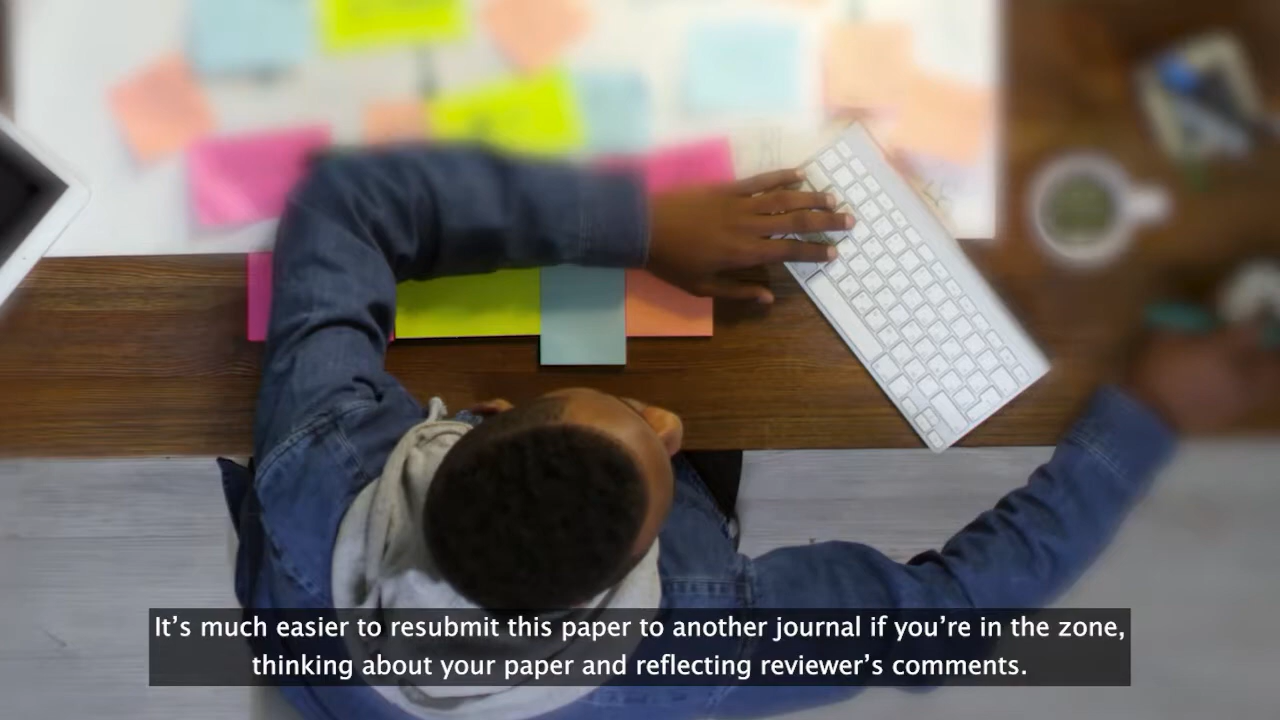 It’s much easier to resubmit this paper to another journal if you’re in the zone,
thinking about your paper and reflecting reviewer’s comments.